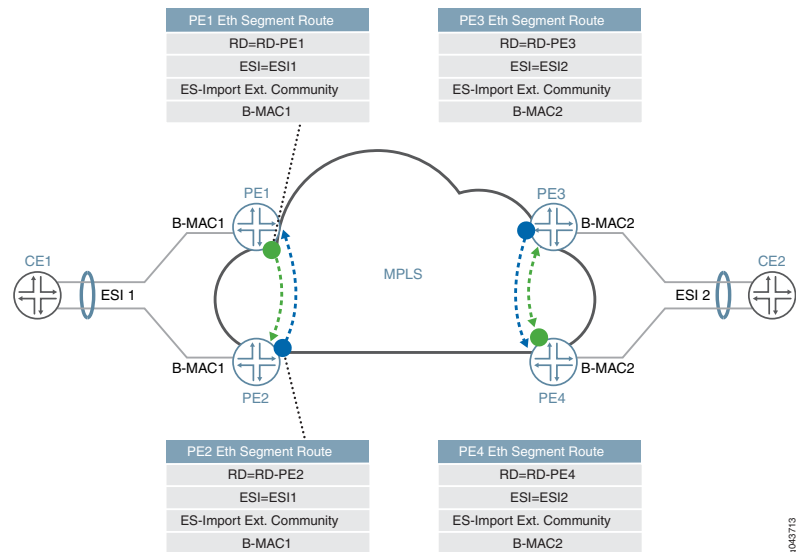 PE1 Eth Segment Route
RD=RD-PE1
ESI=ESI1
ES-Import Ext. Community
B-MAC1
PE3 Eth Segment Route
RD=RD-PE3
ESI=ESI2
ES-Import Ext. Community
B-MAC2
PE1
PE3
B-MAC1
B-MAC2
CE1
MPLS
CE2
ESI 1
ESI 2
B-MAC1
B-MAC2
PE2
PE4
PE2 Eth Segment Route
RD=RD-PE2
ESI=ESI1
ES-Import Ext. Community
B-MAC1
PE4 Eth Segment Route
RD=RD-PE4
ESI=ESI2
ES-Import Ext. Community
B-MAC2